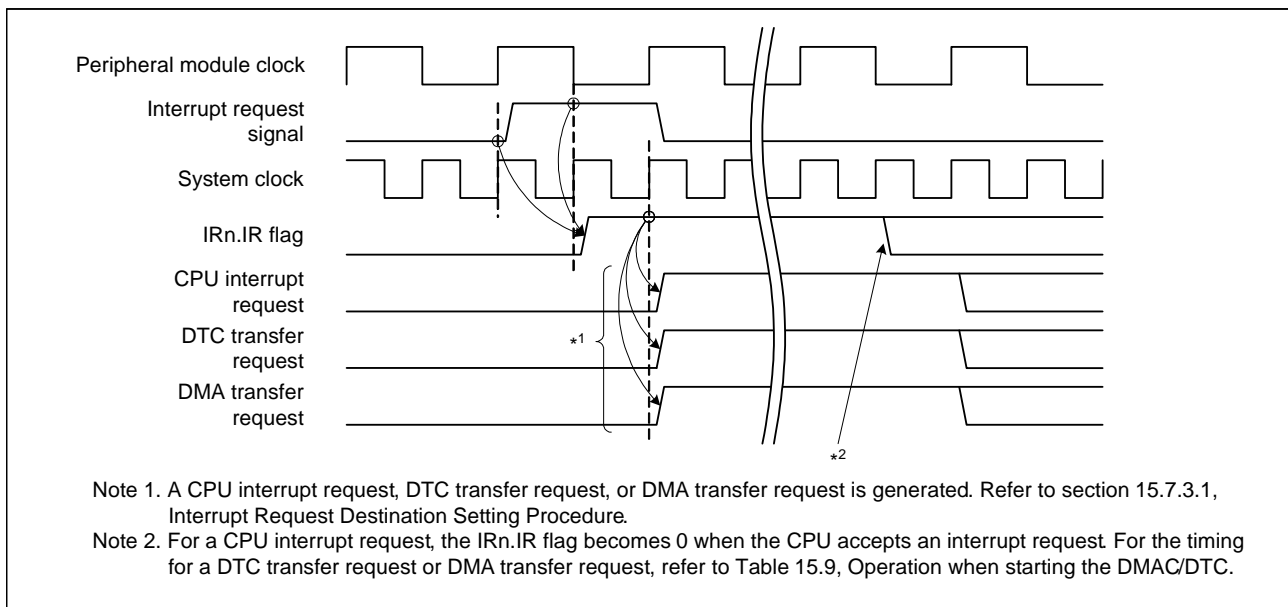 Peripheral module clock
Interrupt request
signal
System clock
IRn.IR flag
CPU interrupt
request
DTC transfer
request
DMA transfer
request
*1
*2
Note 1. A CPU interrupt request, DTC transfer request, or DMA transfer request is generated. Refer to section 15.7.3.1,
Interrupt Request Destination Setting Procedure.
Note 2. For a CPU interrupt request, the IRn.IR flag becomes 0 when the CPU accepts an interrupt request. For the timing
for a DTC transfer request or DMA transfer request, refer to Table 15.9, Operation when starting the DMAC/DTC.